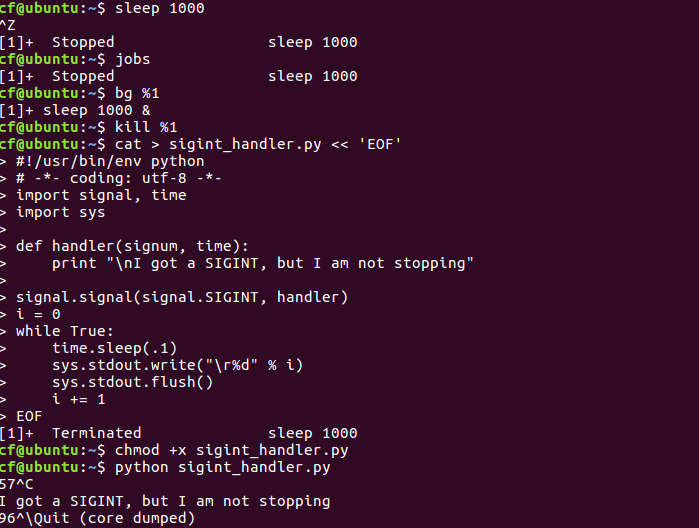 cf@ubuntu:~$ sleep 1000
^Z
[1]+  Stopped                 sleep 1000
cf@ubuntu:~$ jobs
[1]+  Stopped                 sleep 1000
cf@ubuntu:~$ bg %1
[1]+ sleep 1000 &
cf@ubuntu:~$ kill %1
cf@ubuntu:~$ cat > sigint_handler.py << 'EOF'
> #!/usr/bin/env python
> # -*- coding: utf-8 -*-
> import signal, time
> import sys
>
> def handler(signum, time):
>     print "\nI got a SIGINT, but I am not stopping"
>
> signal.signal(signal.SIGINT, handler)
> i = 0
> while True:
>     time.sleep(.1)
>     sys.stdout.write("\r%d" % i)
>     sys.stdout.flush()
>     i += 1
> EOF
[1]+  Terminated              sleep 1000
cf@ubuntu:~$ chmod +x sigint_handler.py
cf@ubuntu:~$ python sigint_handler.py
57^C
I got a SIGINT, but I am not stopping
96^\Quit (core dumped)